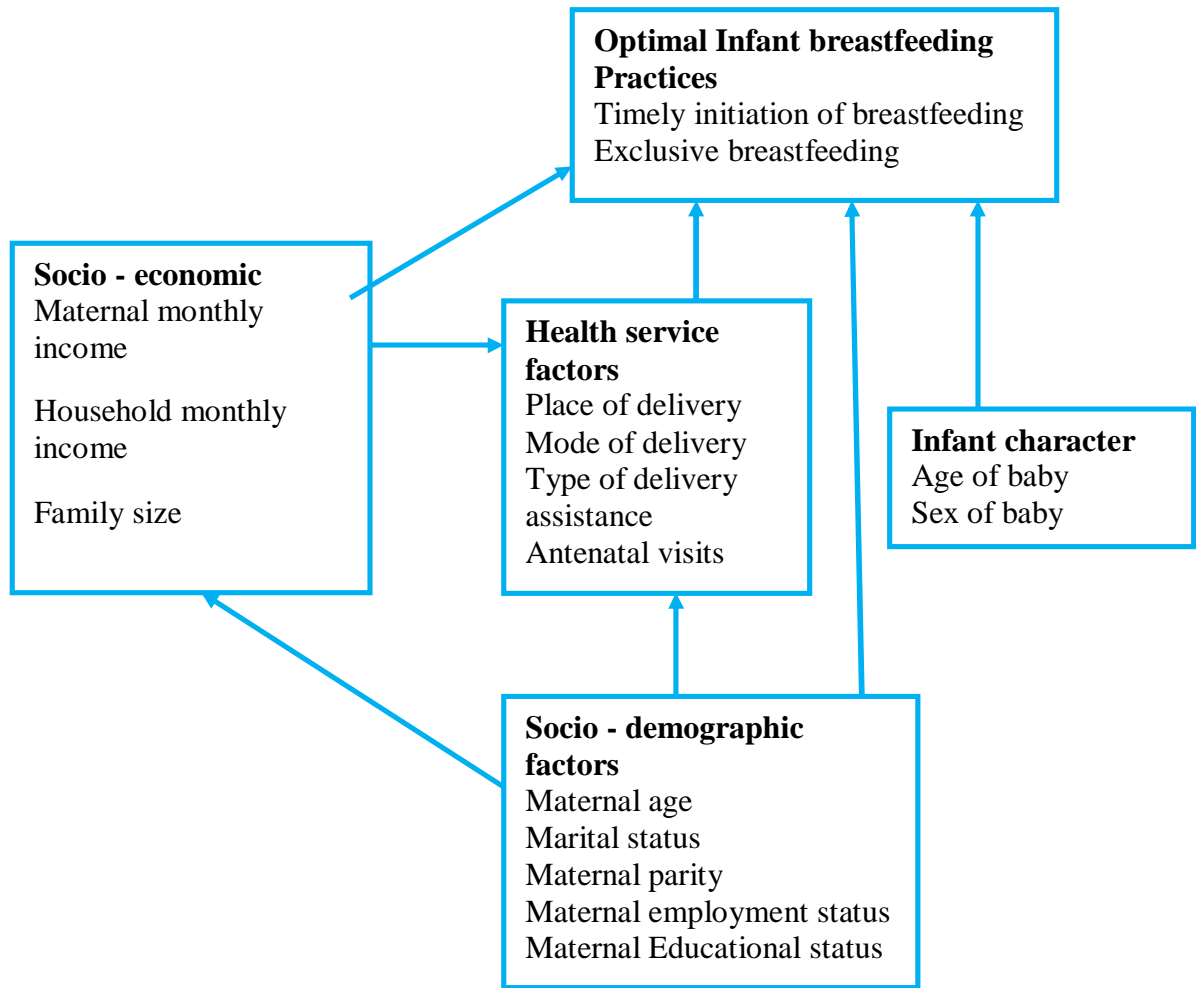 Optimal Infant breastfeeding
Practices
Timely initiation of breastfeeding
Exclusive breastfeeding
Socio - economic
Maternal monthly
income
Household monthly
income
Family size
Health service
factors
Place of delivery
Mode of delivery
Type of delivery
assistance
Antenatal visits
Infant character
Age of baby
Sex of baby
Socio - demographic
factors
Maternal age
Marital status
Maternal parity
Maternal employment status
Maternal Educational status